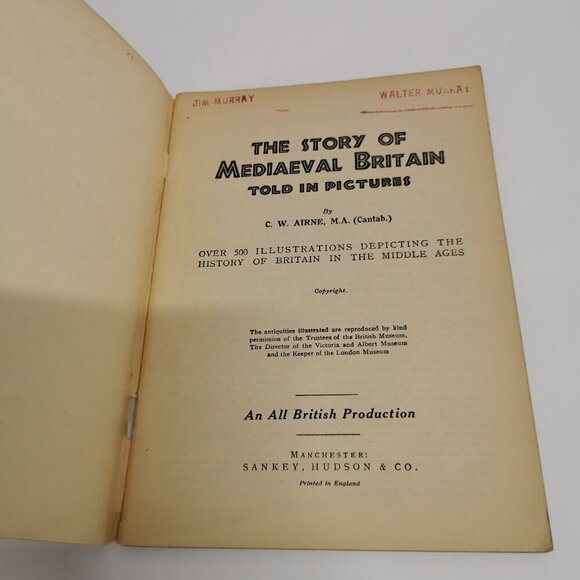 JIM MURRAY
WALTER MURRAY
THE STORY OF
MEDIAEVAL BRITAIN
TOLD IN PICTURES
By
C. W. AIRNE, M.A. (Cantab.)
OVER 500 ILLUSTRATIONS DEPICTING THE
HISTORY OF BRITAIN IN THE MIDDLE AGES
Copyright.
The antiquities illustrated are reproduced by kind
permission of the Trustees of the British Museum,
The Director of the Victoria and Albert Museum
and the Keeper of the London Museum
An All British Production
MANCHESTER:
SANKEY, HUDSON & CO.
Printed in England